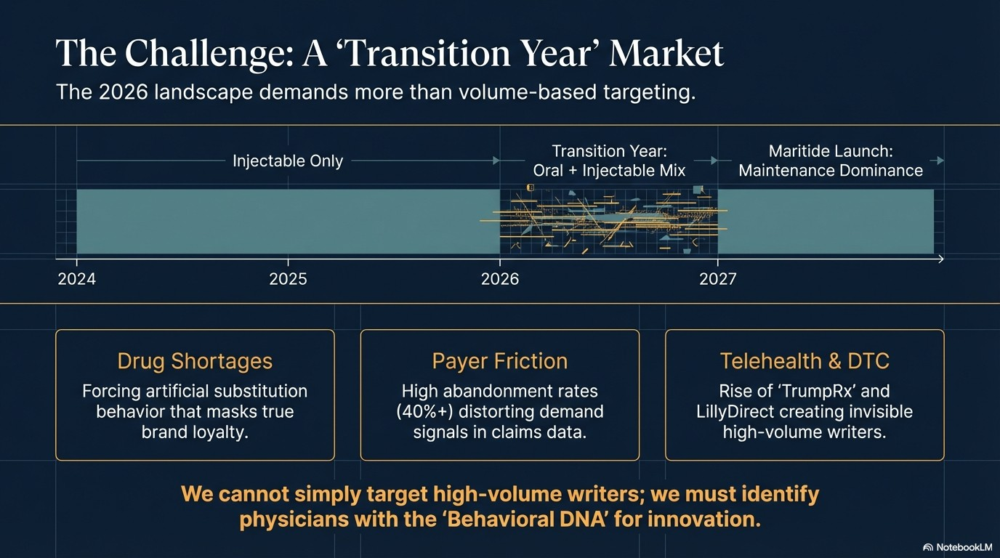 The Challenge: A ‘Transition Year’ Market
The 2026 landscape demands more than volume-based targeting.
Injectable Only
Transition Year:
Oral + Injectable Mix
Maritide Launch:
Maintenance Dominance
2024
2025
2026
2027
Drug Shortages
Forcing artificial substitution
behavior that masks true
brand loyalty.
Payer Friction
High abandonment rates
(40%+) distorting demand
signals in claims data.
Telehealth & DTC
Rise of ‘TrumpRx’ and
LillyDirect creating invisible
high-volume writers.
We cannot simply target high-volume writers; we must identify
physicians with the ‘Behavioral DNA’ for innovation.
NotebookLM